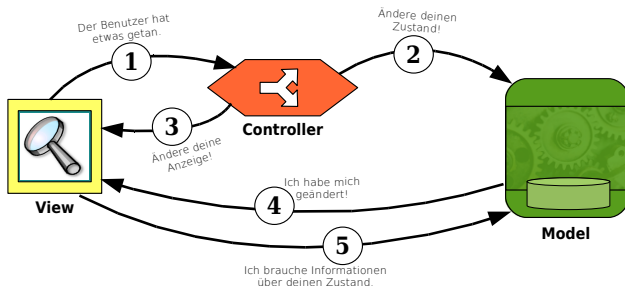 Der Benutzer hat
etwas getan.
1
Ändere deinen
Zustand!
2
Controller
3
Ändere deine
Anzeige!
View
Ich habe mich
geändert!
4
Model
5
Ich brauche Informationen
über deinen Zustand.